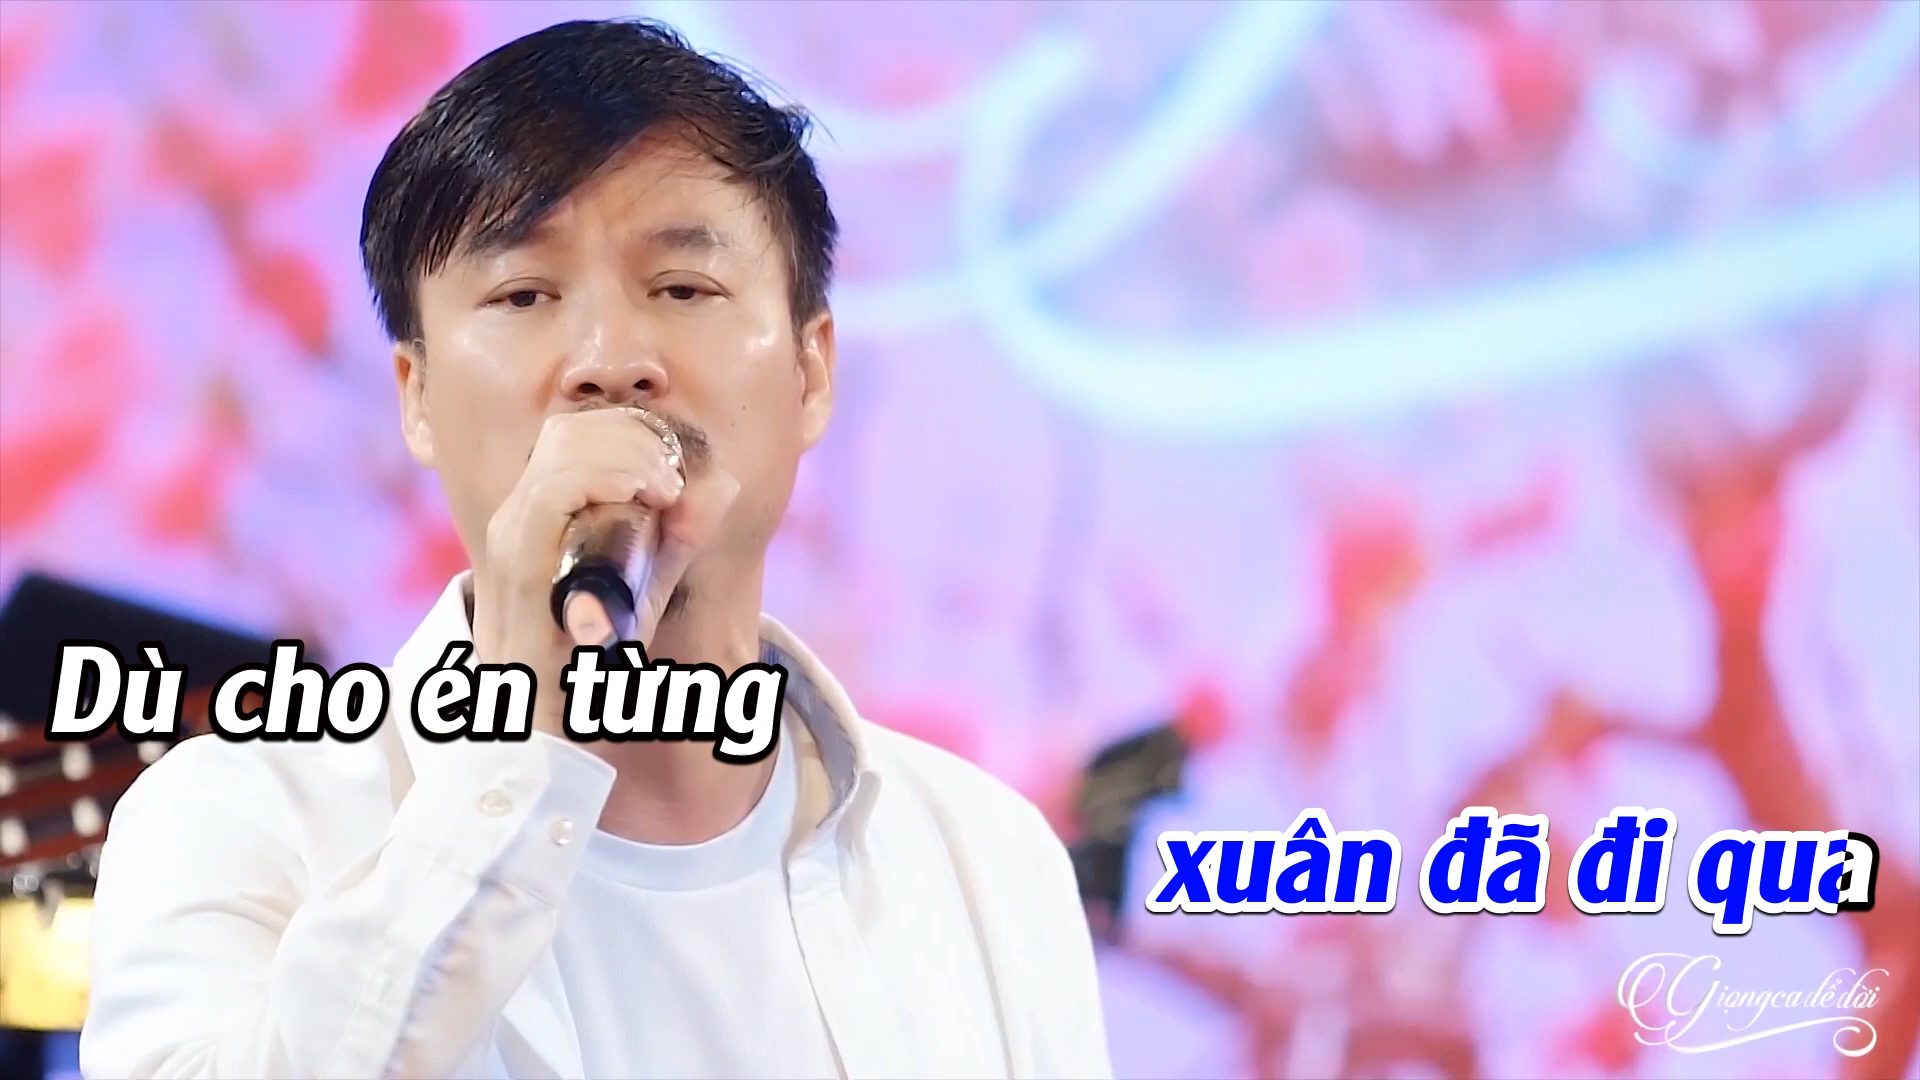 Dù cho én từng
xuân đã đi qua
Giọng ca để đời